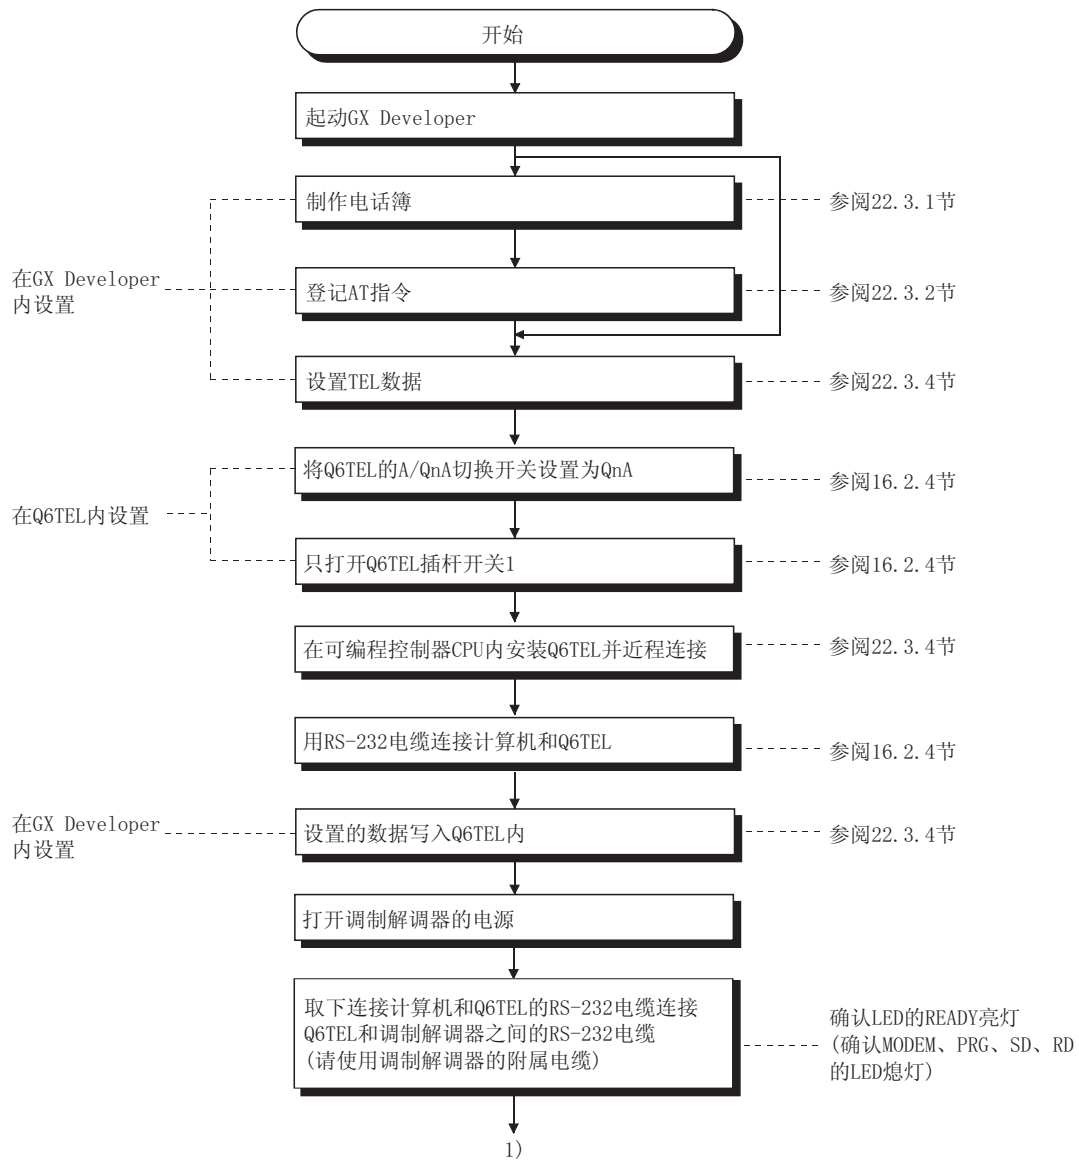 开始
起动GX Developer
制作电话簿
参阅22.3.1节
在GX Developer
内设置
登记AT指令
参阅22.3.2节
设置TEL数据
参阅22.3.4节
将Q6TEL的A/QnA切换开关设置为QnA
参阅16.2.4节
在Q6TEL内设置
只打开Q6TEL插杆开关1
参阅16.2.4节
在可编程控制器CPU内安装Q6TEL并近程连接
参阅22.3.4节
用RS-232电缆连接计算机和Q6TEL
参阅16.2.4节
在GX Developer
内设置
设置的数据写入Q6TEL内
参阅22.3.4节
打开调制解调器的电源
取下连接计算机和Q6TEL的RS-232电缆连接
Q6TEL和调制解调器之间的RS-232电缆
(请使用调制解调器的附属电缆)
确认LED的READY亮灯
(确认MODEM、PRG、SD、RD
的LED熄灯)
1)